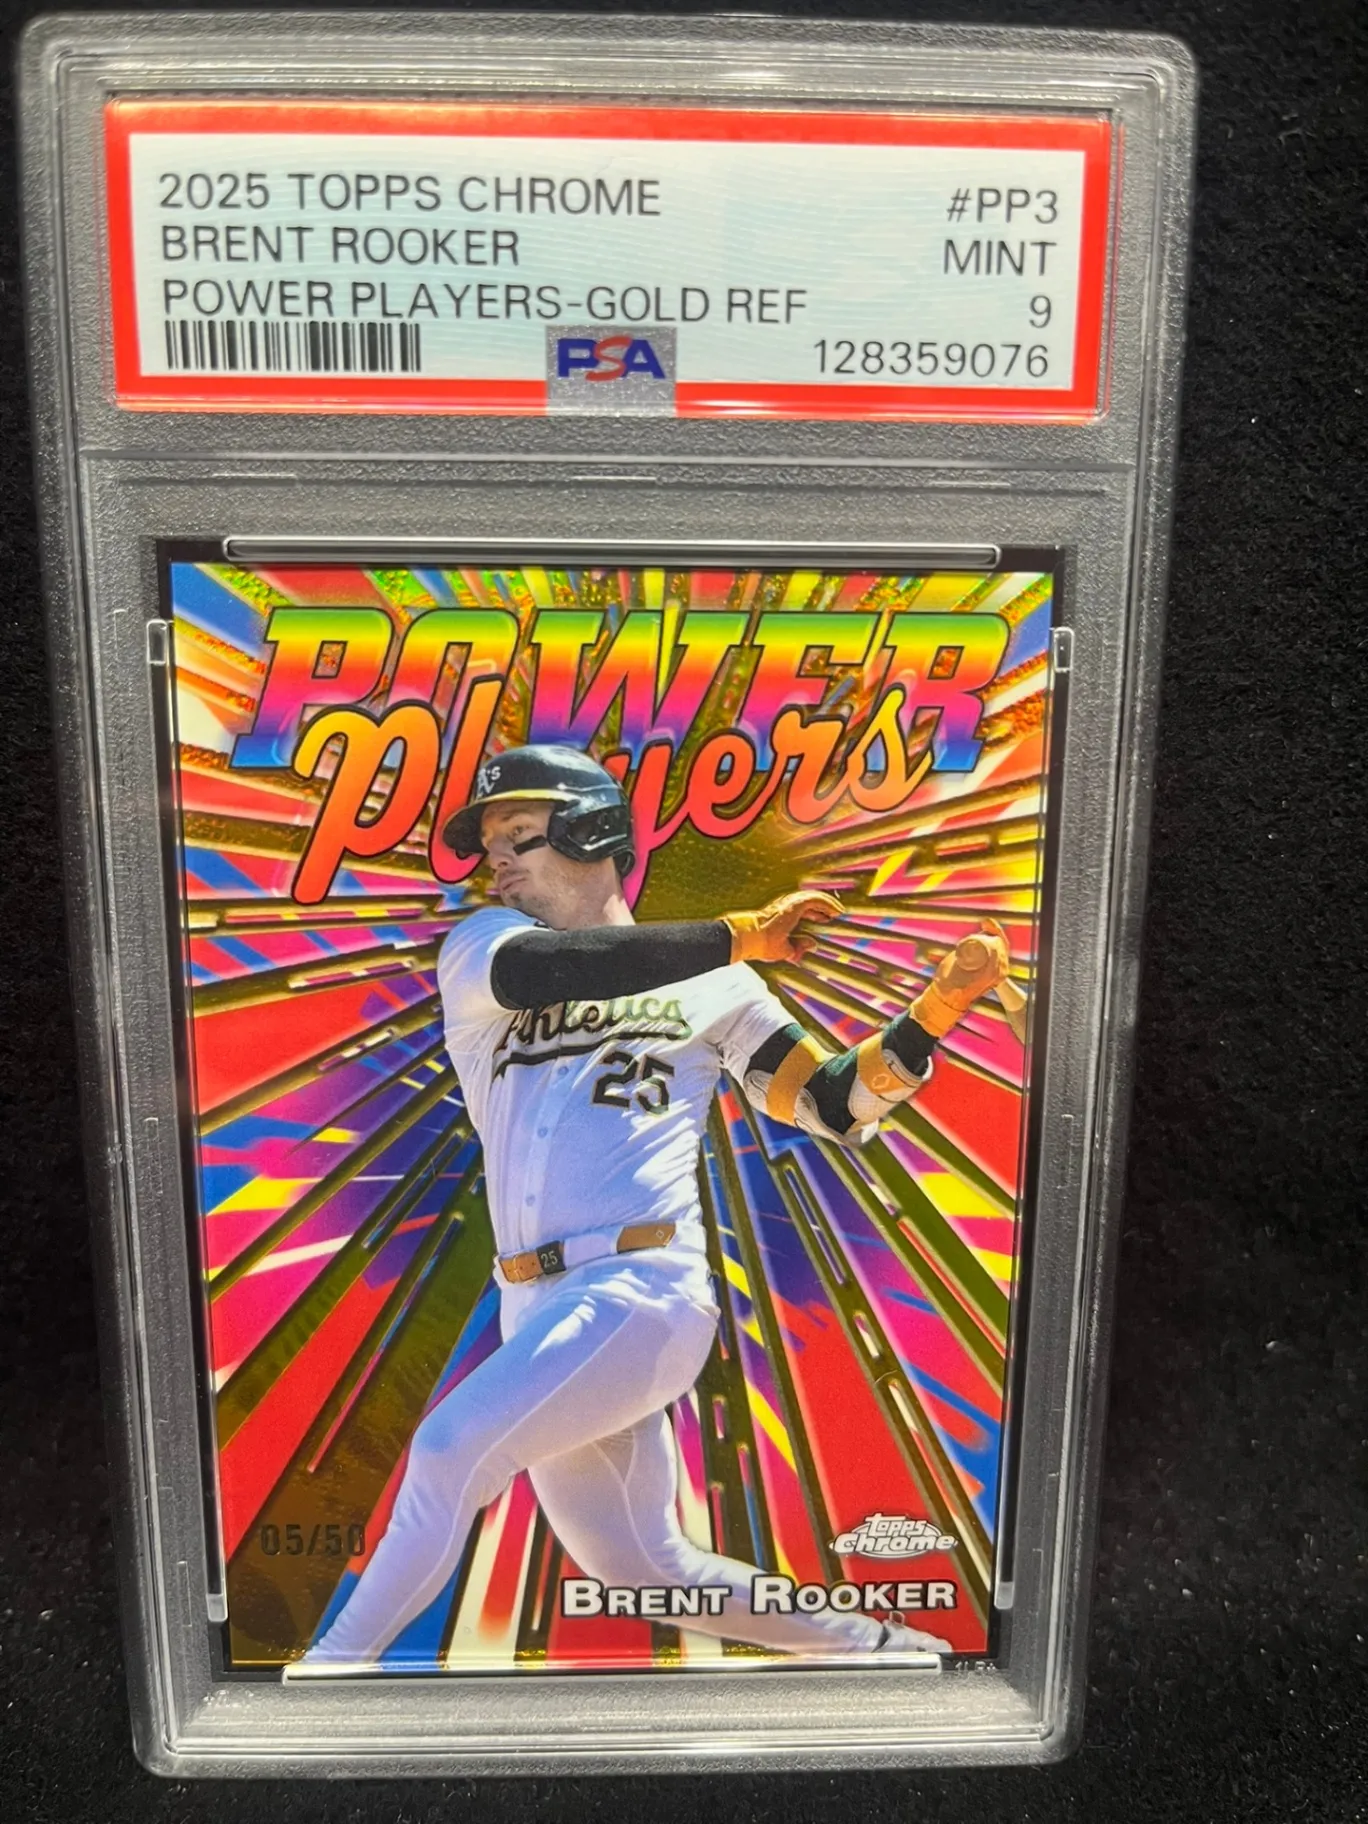 2025 TOPPS CHROME #PP3
BRENT ROOKER MINT
POWER PLAYERS-GOLD REF 9
PSA 128359076
POWER
players
A's
Athletics
25
25
05/50
Topps
Chrome
BRENT ROOKER